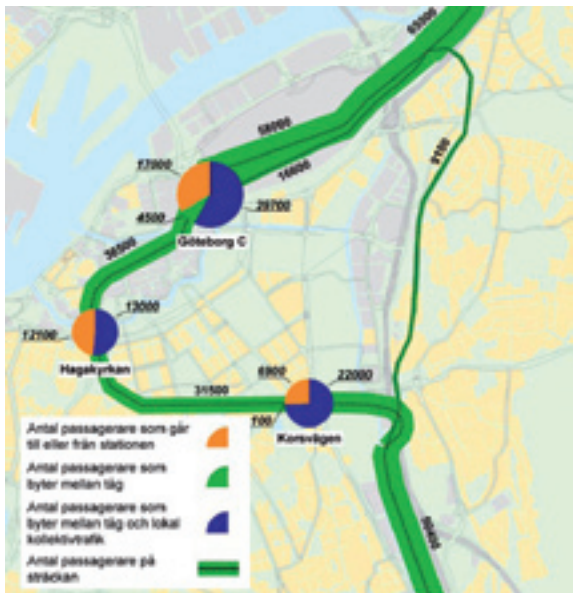 58000
17000
4500
29700
Göteborg C
36500
13000
12100
Hagakyrkan
31500
6900
22000
100
Korsvägen
Antal passagerare som går
till eller från stationen
Antal passagerare som
byter mellan tåg
Antal passagerare som
byter mellan tåg och lokal
kollektivtrafik
Antal passagerare på
sträckan